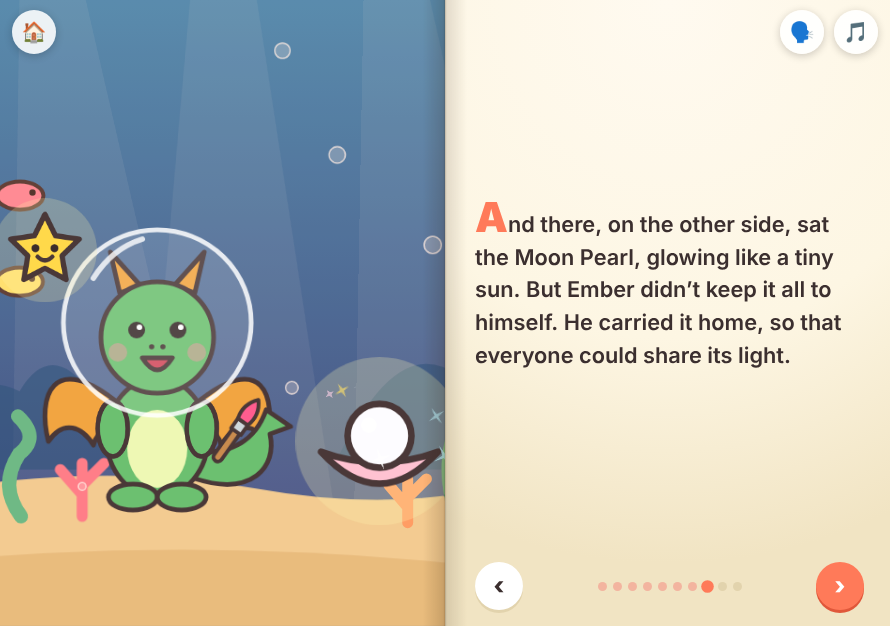 And there, on the other side, sat
the Moon Pearl, glowing like a tiny
sun. But Ember didn’t keep it all to
himself. He carried it home, so that
everyone could share its light.